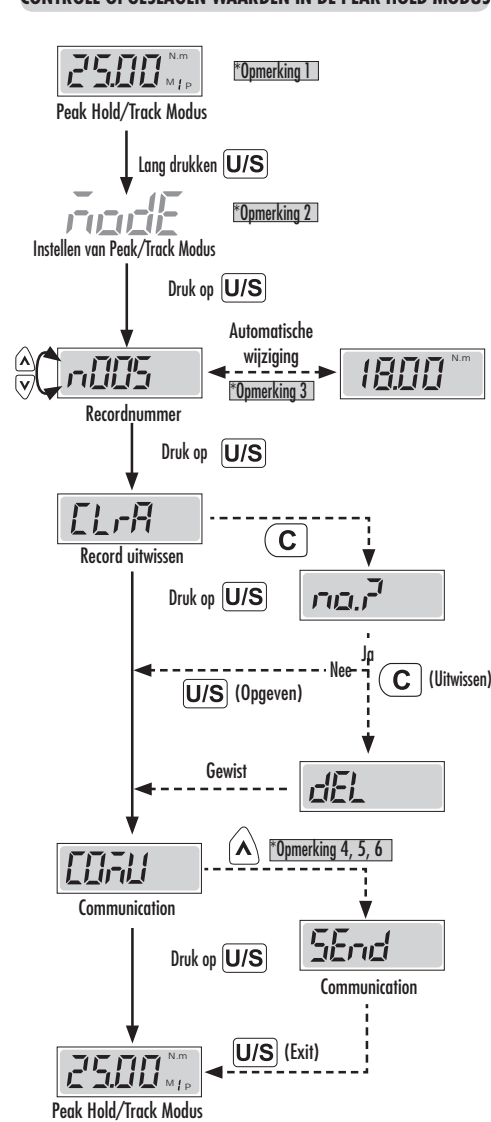 CONTROLE OPGESLAGEN WAARDEN IN DE PEAK HOLD MODUS
25.00 N.m M1 P
*Opmerking 1
Peak Hold/Track Modus
Lang drukken U/S
modE
*Opmerking 2
Instellen van Peak/Track Modus
Druk op U/S
Automatische
wijziging
n005
18.00 N.m
*Opmerking 3
Recordnummer
Druk op U/S
CLrA
C
Record uitwissen
Druk op U/S
no.?
Ja
Nee
C (Uitwissen)
U/S (Opgeven)
Gewist
dEL
*Opmerking 4, 5, 6
COMU
Communication
SEnd
Druk op U/S
Communication
U/S (Exit)
25.00 N.m M1 P
Peak Hold/Track Modus